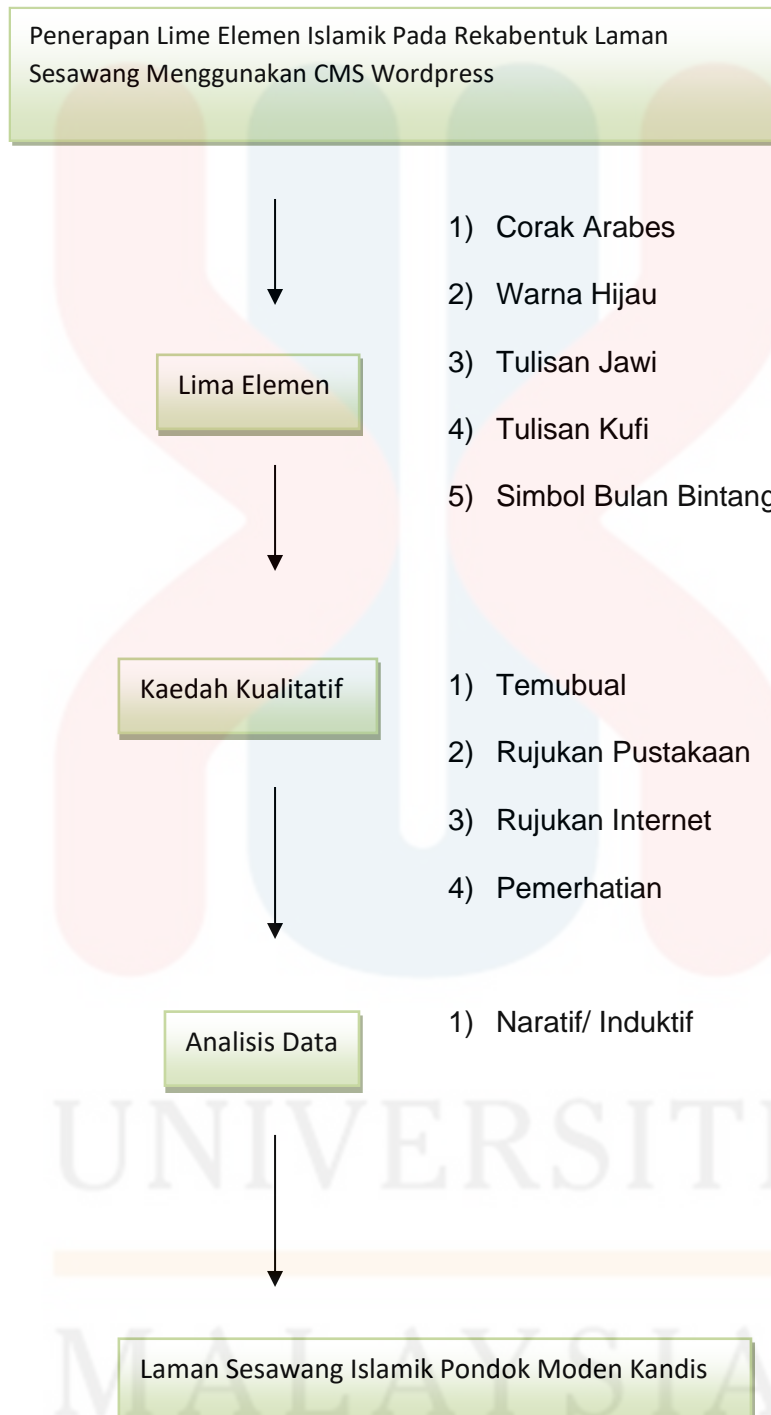 Penerapan Lime Elemen Islamik Pada Rekabentuk Laman
Sesawang Menggunakan CMS Wordpress
1) Corak Arabes
2) Warna Hijau
Lima Elemen
3) Tulisan Jawi
4) Tulisan Kufi
5) Simbol Bulan Bintang
Kaedah Kualitatif
1) Temubual
2) Rujukan Pustakaan
3) Rujukan Internet
4) Pemerhatian
Analisis Data
1) Naratif/ Induktif
UNIVERSITI
Laman Sesawang Islamik Pondok Moden Kandis
MALAYSIA